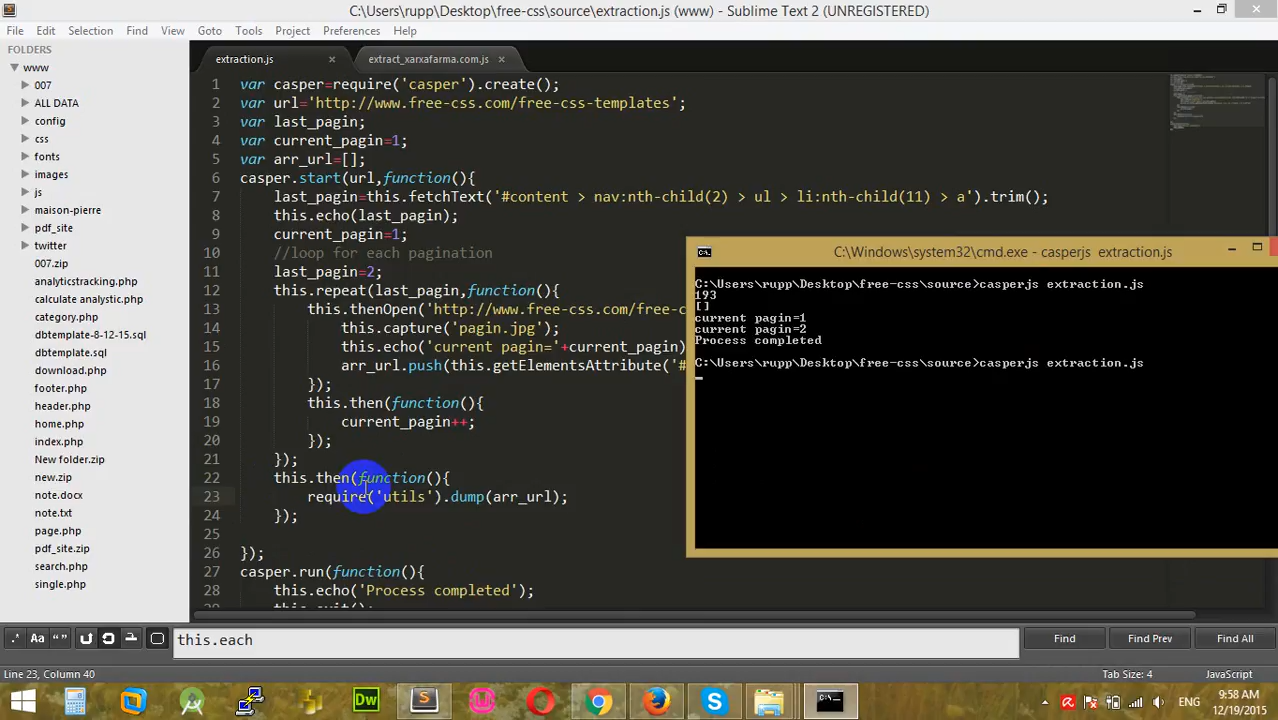 C:\Users\rupp\Desktop\free-css\source\extraction.js (www) - Sublime Text 2 (UNREGISTERED)
File Edit Selection Find View Goto Tools Project Preferences Help
FOLDERS
www
007
ALL DATA
config
css
fonts
images
js
maison-pierre
pdf_site
twitter
007.zip
analyticstracking.php
calculate analystic.php
category.php
dbtemplate-8-12-15.sql
dbtemplate.sql
download.php
footer.php
header.php
home.php
index.php
New folder.zip
new.zip
note.docx
note.txt
page.php
pdf_site.zip
search.php
single.php
extraction.js × extract_xarxafarma.com.js ×
1 var casper=require('casper').create();
2 var url='http://www.free-css.com/free-css-templates';
3 var last_pagin;
4 var current_pagin=1;
5 var arr_url=[];
6 casper.start(url,function(){
7 last_pagin=this.fetchText('#content > nav:nth-child(2) > ul > li:nth-child(11) > a').trim();
8 this.echo(last_pagin);
9 current_pagin=1;
10 //loop for each pagination
11 last_pagin=2;
12 this.repeat(last_pagin,function(){
13 this.thenOpen('http://www.free-css.com/free-c
14 this.capture('pagin.jpg');
15 this.echo('current pagin='+current_pagin)
16 arr_url.push(this.getElementsAttribute('#
17 });
18 this.then(function(){
19 current_pagin++;
20 });
21 });
22 this.then(function(){
23 require('utils').dump(arr_url);
24 });
25
26 });
27 casper.run(function(){
28 this.echo('Process completed');
C:\Windows\system32\cmd.exe - casperjs extraction.js
C:\Users\rupp\Desktop\free-css\source>casperjs extraction.js
193
[]
current pagin=1
current pagin=2
Process completed
C:\Users\rupp\Desktop\free-css\source>casperjs extraction.js
.* Aa “ ” this.each Find Find Prev Find All
Line 23, Column 40 Tab Size: 4 JavaScript
Dw S ENG 9:58 AM
12/19/2015